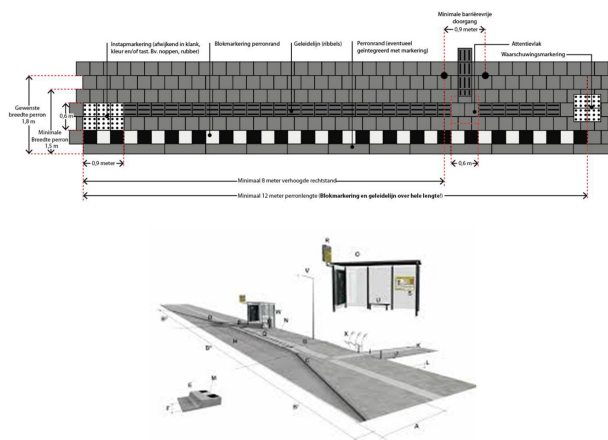 Minimale barrièrevrije
doorgang
0,9 meter
Instapmarkering (afwijkend in klank,
kleur en/of tast. Bv. noppen, rubber)
Blokmarkering perronrand
Geleidelijn (ribbels)
Perronrand (eventueel
geïntegreerd met markering)
Attentievlak
Waarschuwingsmarkering
Gewenste
breedte perron
1,8 m
0,6 m
Minimale
Breedte perron
1,5 m
0,9 meter
0,6 m
Minimaal 8 meter verhoogde rechtstand
Minimaal 12 meter perronlengte (Blokmarkering en geleidelijn over hele lengte!)
R
O
V
S
U
W
N
X
Q
G
K
D
B"
H
I
J
C
L
E
M
F
A